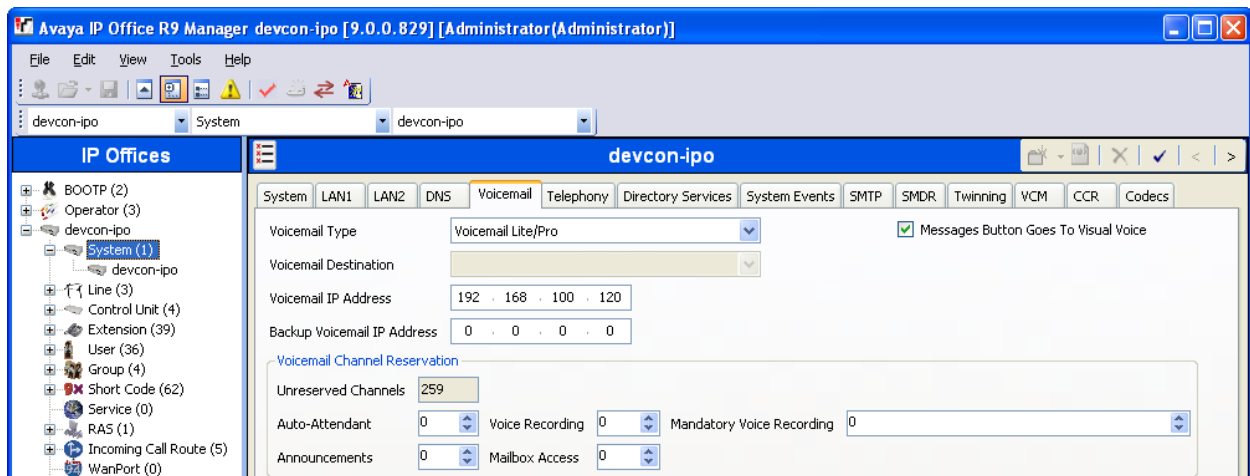 Avaya IP Office R9 Manager devcon-ipo [9.0.0.829] [Administrator(Administrator)]
File Edit View Tools Help
devcon-ipo System devcon-ipo
IP Offices
BOOTP (2)
Operator (3)
devcon-ipo
System (1)
devcon-ipo
Line (3)
Control Unit (4)
Extension (39)
User (36)
Group (4)
Short Code (62)
Service (0)
RAS (1)
Incoming Call Route (5)
WanPort (0)
devcon-ipo
System LAN1 LAN2 DNS Voicemail Telephony Directory Services System Events SMTP SMDR Twinning VCM CCR Codecs
Voicemail Type Voicemail Lite/Pro Messages Button Goes To Visual Voice
Voicemail Destination
Voicemail IP Address 192 . 168 . 100 . 120
Backup Voicemail IP Address 0 . 0 . 0 . 0
Voicemail Channel Reservation
Unreserved Channels 259
Auto-Attendant 0 Voice Recording 0 Mandatory Voice Recording 0
Announcements 0 Mailbox Access 0